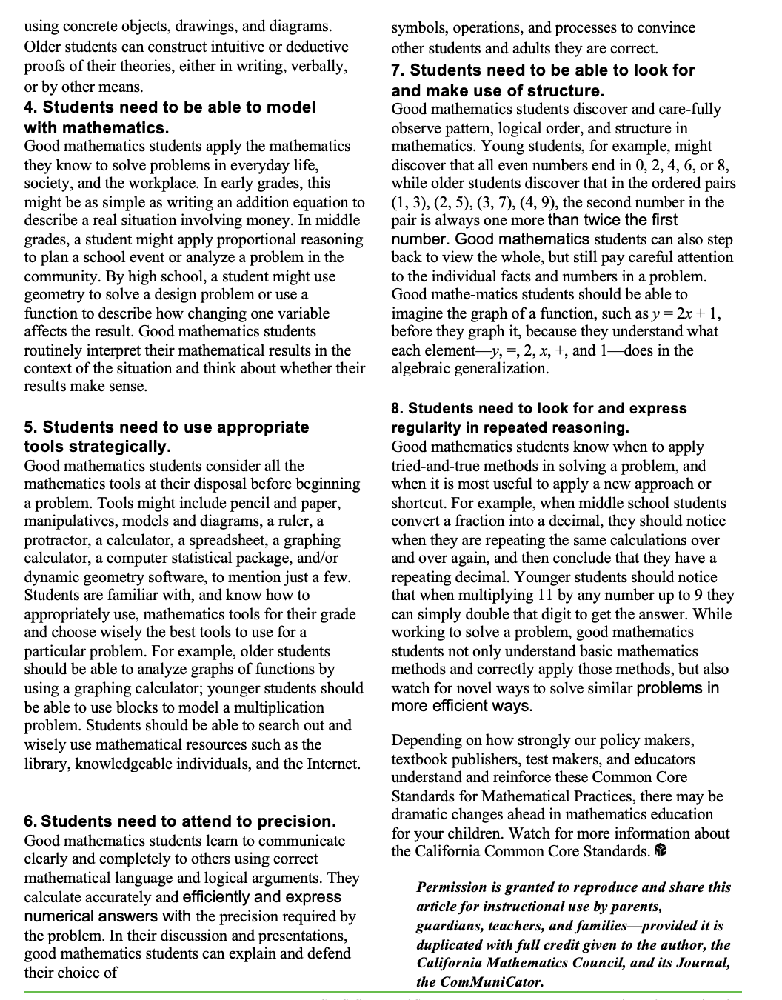 using concrete objects, drawings, and diagrams.
Older students can construct intuitive or deductive
proofs of their theories, either in writing, verbally,
or by other means.
4. Students need to be able to model
with mathematics.
Good mathematics students apply the mathematics
they know to solve problems in everyday life,
society, and the workplace. In early grades, this
might be as simple as writing an addition equation to
describe a real situation involving money. In middle
grades, a student might apply proportional reasoning
to plan a school event or analyze a problem in the
community. By high school, a student might use
geometry to solve a design problem or use a
function to describe how changing one variable
affects the result. Good mathematics students
routinely interpret their mathematical results in the
context of the situation and think about whether their
results make sense.
5. Students need to use appropriate
tools strategically.
Good mathematics students consider all the
mathematics tools at their disposal before beginning
a problem. Tools might include pencil and paper,
manipulatives, models and diagrams, a ruler, a
protractor, a calculator, a spreadsheet, a graphing
calculator, a computer statistical package, and/or
dynamic geometry software, to mention just a few.
Students are familiar with, and know how to
appropriately use, mathematics tools for their grade
and choose wisely the best tools to use for a
particular problem. For example, older students
should be able to analyze graphs of functions by
using a graphing calculator; younger students should
be able to use blocks to model a multiplication
problem. Students should be able to search out and
wisely use mathematical resources such as the
library, knowledgeable individuals, and the Internet.
6. Students need to attend to precision.
Good mathematics students learn to communicate
clearly and completely to others using correct
mathematical language and logical arguments. They
calculate accurately and efficiently and express
numerical answers with the precision required by
the problem. In their discussion and presentations,
good mathematics students can explain and defend
their choice of
symbols, operations, and processes to convince
other students and adults they are correct.
7. Students need to be able to look for
and make use of structure.
Good mathematics students discover and care-fully
observe pattern, logical order, and structure in
mathematics. Young students, for example, might
discover that all even numbers end in 0, 2, 4, 6, or 8,
while older students discover that in the ordered pairs
(1, 3), (2, 5), (3, 7), (4, 9), the second number in the
pair is always one more than twice the first
number. Good mathematics students can also step
back to view the whole, but still pay careful attention
to the individual facts and numbers in a problem.
Good mathe-matics students should be able to
imagine the graph of a function, such as y = 2x + 1,
before they graph it, because they understand what
each element—y, =, 2, x, +, and 1—does in the
algebraic generalization.
8. Students need to look for and express
regularity in repeated reasoning.
Good mathematics students know when to apply
tried-and-true methods in solving a problem, and
when it is most useful to apply a new approach or
shortcut. For example, when middle school students
convert a fraction into a decimal, they should notice
when they are repeating the same calculations over
and over again, and then conclude that they have a
repeating decimal. Younger students should notice
that when multiplying 11 by any number up to 9 they
can simply double that digit to get the answer. While
working to solve a problem, good mathematics
students not only understand basic mathematics
methods and correctly apply those methods, but also
watch for novel ways to solve similar problems in
more efficient ways.
Depending on how strongly our policy makers,
textbook publishers, test makers, and educators
understand and reinforce these Common Core
Standards for Mathematical Practices, there may be
dramatic changes ahead in mathematics education
for your children. Watch for more information about
the California Common Core Standards.
Permission is granted to reproduce and share this
article for instructional use by parents,
guardians, teachers, and families—provided it is
duplicated with full credit given to the author, the
California Mathematics Council, and its Journal,
the ComMuniCator.